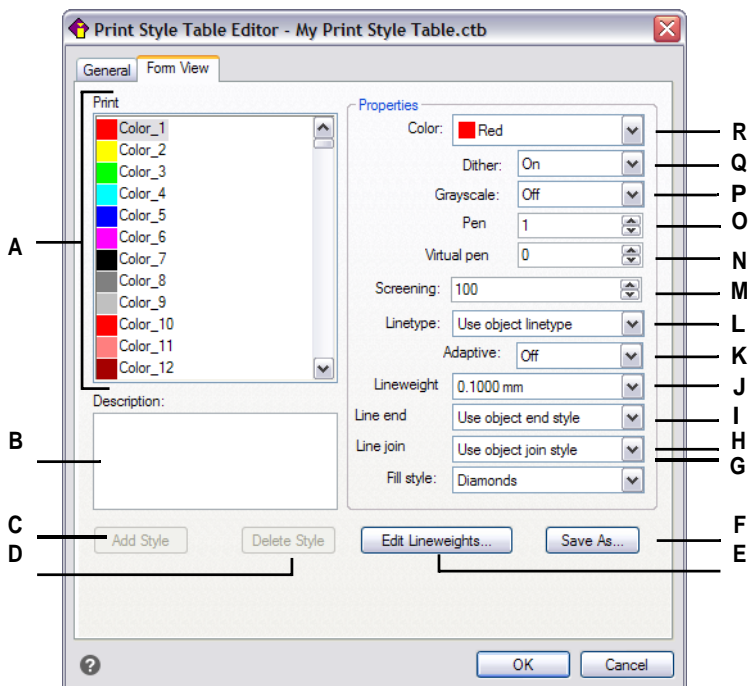 Print Style Table Editor - My Print Style Table.ctb
General Form View
Print
Color_1
Color_2
Color_3
Color_4
Color_5
Color_6
Color_7
Color_8
Color_9
Color_10
Color_11
Color_12
Description:
Add Style Delete Style
Properties
Color: Red
Dither: On
Grayscale: Off
Pen 1
Virtual pen 0
Screening: 100
Linetype: Use object linetype
Adaptive: Off
Lineweight 0.1000 mm
Line end Use object end style
Line join Use object join style
Fill style: Diamonds
Edit Lineweights... Save As...
? OK Cancel
A
B
C
D
R
Q
P
O
N
M
L
K
J
I
H
G
F
E